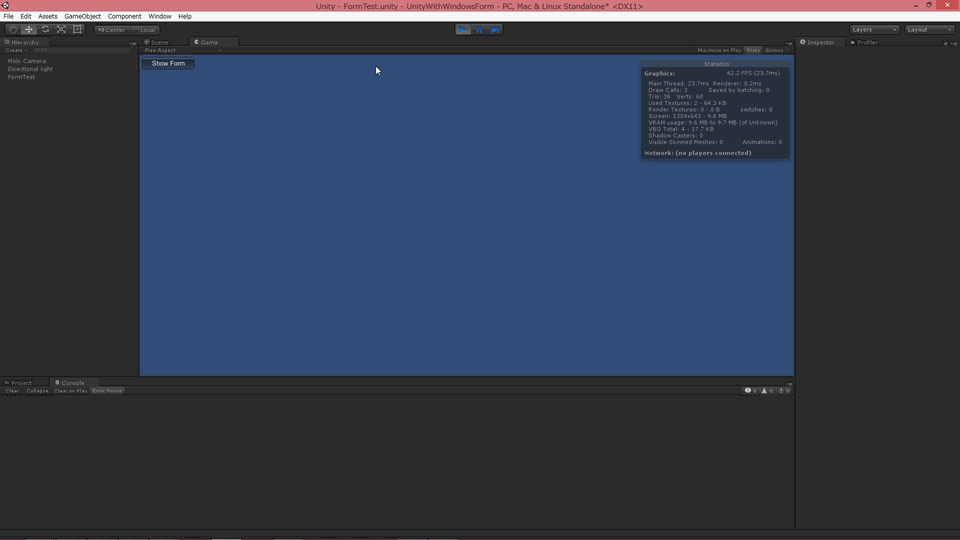 Unity - FormTest.unity - UnityWithWindowsForm - PC, Mac & Linux Standalone* <DX11>
File Edit Assets GameObject Component Window Help
Center Local Layers Layout
Hierarchy Scene Game Inspector Profiler
Create Free Aspect Maximize on Play Stats Gizmos
Main Camera
Directional light
FormTest
Show Form
Statistics
Graphics: 42.2 FPS (23.7ms)
Main Thread: 23.7ms Renderer: 0.2ms
Draw Calls: 3 Saved by batching: 0
Tris: 36 Verts: 60
Used Textures: 2 - 64.3 KB
Render Textures: 0 - 0 B switches: 0
Screen: 1309x643 - 9.6 MB
VRAM usage: 9.6 MB to 9.7 MB (of Unknown)
VBO Total: 4 - 17.7 KB
Shadow Casters: 0
Visible Skinned Meshes: 0 Animations: 0
Network: (no players connected)
Project Console
Clear Collapse Clear on Play Error Pause 0 0 0